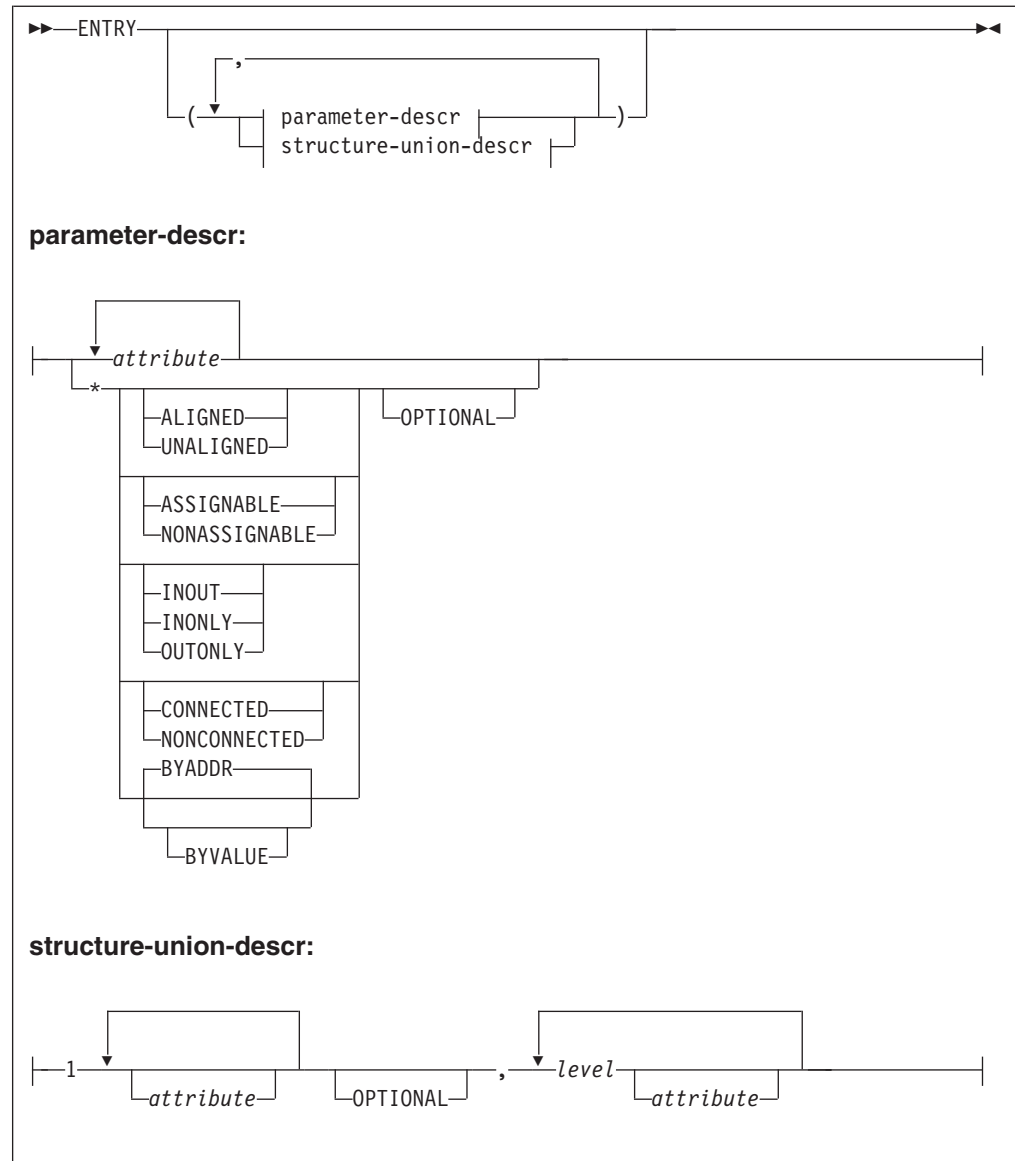 ENTRY
,
( parameter-descr )
structure-union-descr
parameter-descr:
attribute
*
ALIGNED OPTIONAL
UNALIGNED
ASSIGNABLE
NONASSIGNABLE
INOUT
INONLY
OUTONLY
CONNECTED
NONCONNECTED
BYADDR
BYVALUE
structure-union-descr:
1 , level
attribute OPTIONAL attribute